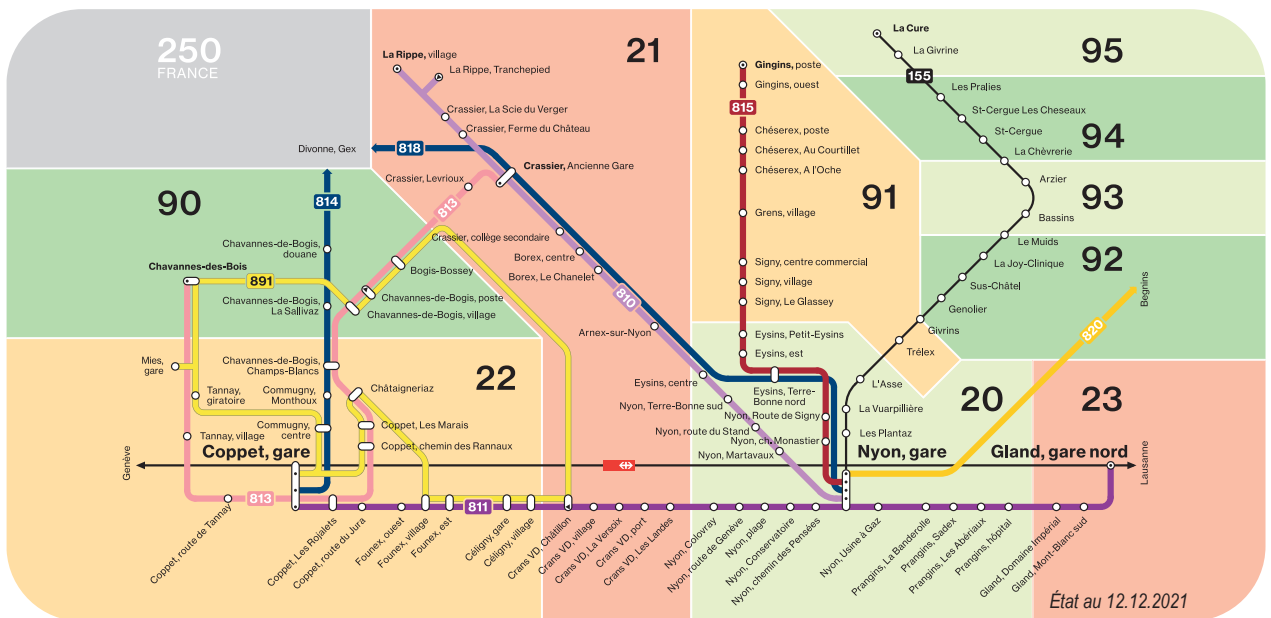 250
FRANCE
21
95
94
93
92
91
90
22
20
23
La Rippe, village
La Rippe, Tranchepied
Crassier, La Scie du Verger
Crassier, Ferme du Château
Divonne, Gex
818
Crassier, Ancienne Gare
Crassier, Levrioux
813
814
Chavannes-de-Bogis,
douane
Chavannes-des-Bois
891
Chavannes-de-Bogis,
La Sallivaz
Bogis-Bossey
Chavannes-de-Bogis, poste
Chavannes-de-Bogis, village
Crassier, collège secondaire
Borex, centre
Borex, Le Chanelet
810
Arnex-sur-Nyon
Mies,
gare
Chavannes-de-Bogis,
Champs-Blancs
Tannay,
giratoire
Commugny,
Monthoux
Châtaigneriaz
Commugny,
centre
Coppet, Les Marais
Tannay, village
Coppet, chemin des Rannaux
Coppet, gare
Genève
Gingins, poste
Gingins, ouest
815
Chéserex, poste
Chéserex, Au Courtillet
Chéserex, A l'Oche
Grens, village
Signy, centre commercial
Signy, village
Signy, Le Glassey
Eysins, Petit-Eysins
Eysins, est
Eysins, centre
Eysins, Terre-
Bonne nord
Nyon, Terre-Bonne sud
Nyon, Route de Signy
Nyon, route du Stand
Nyon, ch. Monastier
Nyon, Martavaux
La Cure
La Givrine
155
Les Pralies
St-Cergue Les Cheseaux
St-Cergue
La Chèvrerie
Arzier
Bassins
Le Muids
La Joy-Clinique
Sus-Châtel
Genolier
Givrins
Trélex
L'Asse
La Vuarpillière
Les Plantaz
Begnins
820
Nyon, gare
Gland, gare nord
Lausanne
813
811
Coppet, route de Tannay
Coppet, Les Rojalets
Coppet, route du Jura
Founex, ouest
Founex, village
Founex, est
Céligny, gare
Céligny, village
Crans VD, Châtillon
Crans VD, village
Crans VD, La Versoix
Crans VD, port
Crans VD, Les Landes
Nyon, Colovray
Nyon, route de Genève
Nyon, plage
Nyon, Conservatoire
Nyon, chemin des Pensées
Nyon, Usine à Gaz
Prangins, La Banderolle
Prangins, Sadex
Prangins, Les Abériaux
Prangins, hôpital
Gland, Domaine Impérial
Gland, Mont-Blanc sud
État au 12.12.2021